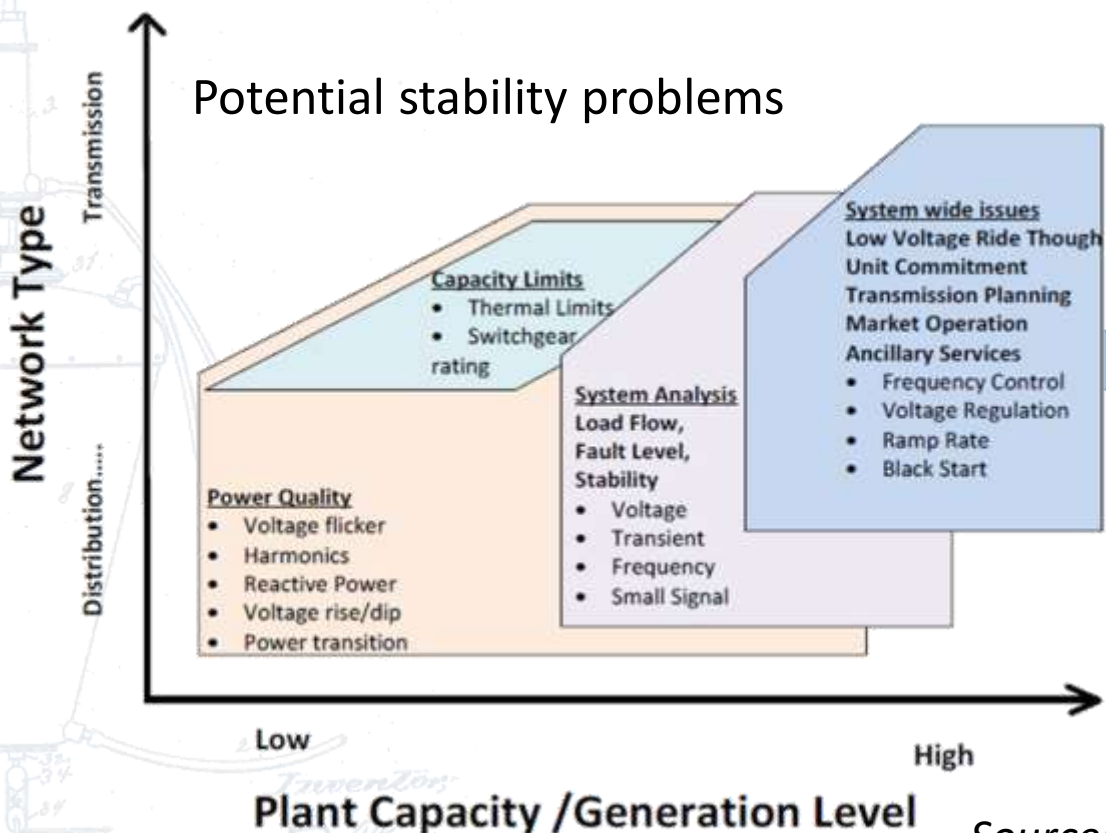 Potential stability problems
Network Type
Transmission
Distribution.....
Capacity Limits
• Thermal Limits
• Switchgear
rating
Power Quality
• Voltage flicker
• Harmonics
• Reactive Power
• Voltage rise/dip
• Power transition
System Analysis
Load Flow,
Fault Level,
Stability
• Voltage
• Transient
• Frequency
• Small Signal
System wide issues
Low Voltage Ride Though
Unit Commitment
Transmission Planning
Market Operation
Ancillary Services
• Frequency Control
• Voltage Regulation
• Ramp Rate
• Black Start
Low
High
Plant Capacity /Generation Level
Source
Inventor,